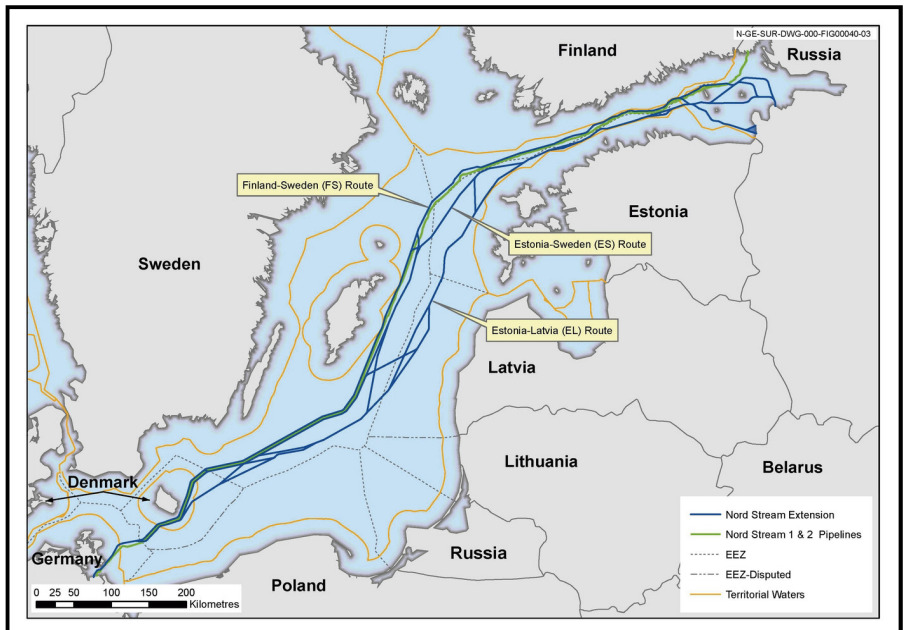 N-GE-SUR-DWG-000-FIG00040-03
Finland
Russia
Finland-Sweden (FS) Route
Estonia
Estonia-Sweden (ES) Route
Sweden
Estonia-Latvia (EL) Route
Latvia
Lithuania
Belarus
Denmark
Nord Stream Extension
Nord Stream 1 & 2 Pipelines
EEZ
EEZ-Disputed
Territorial Waters
Germany
Russia
Poland
0 25 50 100 150 200
Kilometres